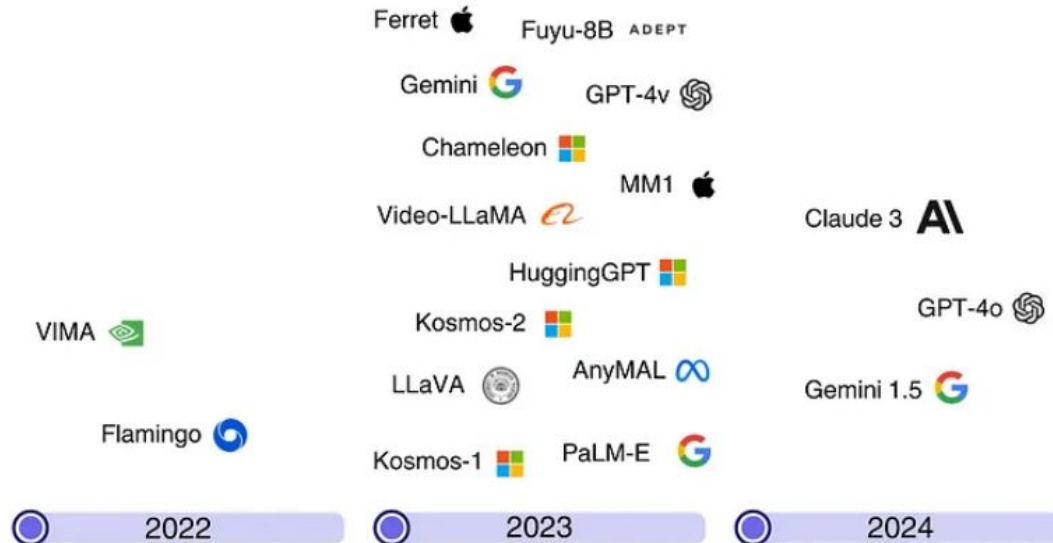 Ferret
Fuyu-8B ADEPT
Gemini
GPT-4v
Chameleon
MM1
Video-LLaMA
Claude 3 AI
HuggingGPT
GPT-4o
Kosmos-2
VIMA
AnyMAL
LLaVA
Gemini 1.5
Flamingo
PaLM-E
Kosmos-1
2022
2023
2024